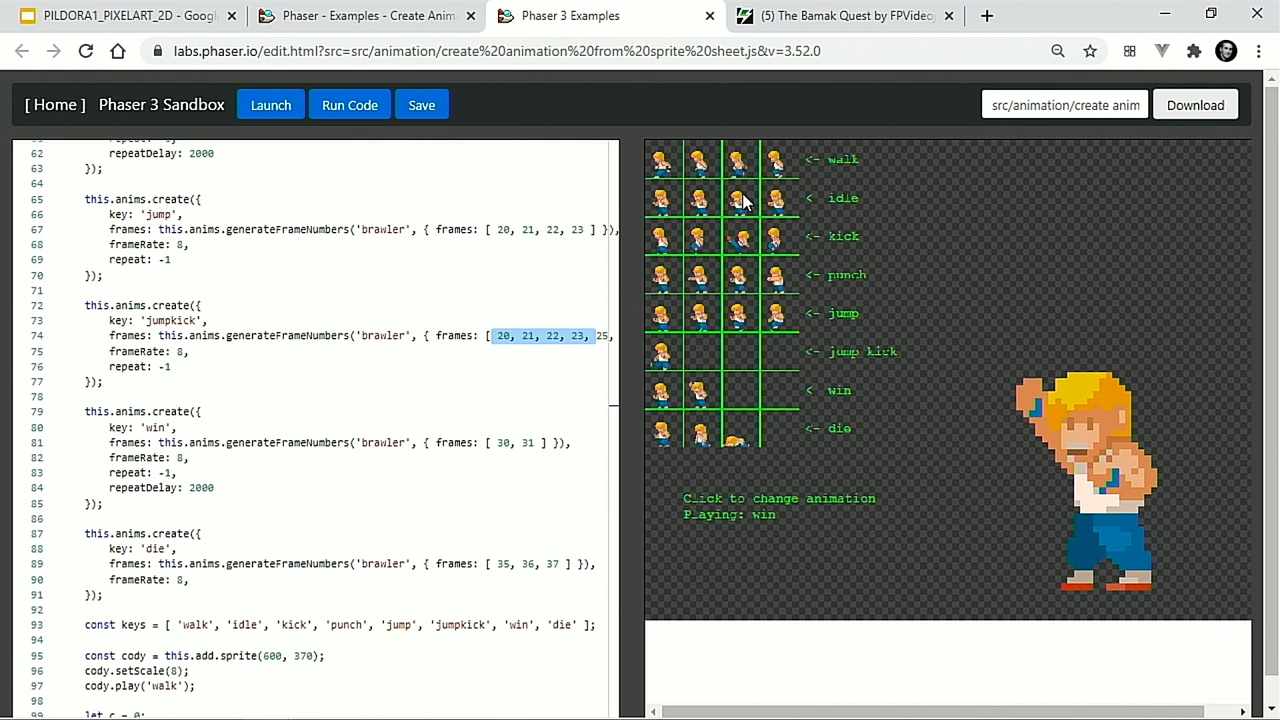 PILDORA1_PIXELART_2D - Googl
Phaser - Examples - Create Anim
Phaser 3 Examples
(5) The Bamak Quest by FPVideoj
labs.phaser.io/edit.html?src=src/animation/create%20animation%20from%20sprite%20sheet.js&v=3.52.0
[ Home ]
Phaser 3 Sandbox
Launch
Run Code
Save
src/animation/create anim
Download
62 repeatDelay: 2000
63 });
64
65 this.anims.create({
66 key: 'jump',
67 frames: this.anims.generateFrameNumbers('brawler', { frames: [ 20, 21, 22, 23 ] }),
68 frameRate: 8,
69 repeat: -1
70 });
71
72 this.anims.create({
73 key: 'jumpkick',
74 frames: this.anims.generateFrameNumbers('brawler', { frames: [ 20, 21, 22, 23, 25,
75 frameRate: 8,
76 repeat: -1
77 });
78
79 this.anims.create({
80 key: 'win',
81 frames: this.anims.generateFrameNumbers('brawler', { frames: [ 30, 31 ] }),
82 frameRate: 8,
83 repeat: -1,
84 repeatDelay: 2000
85 });
86
87 this.anims.create({
88 key: 'die',
89 frames: this.anims.generateFrameNumbers('brawler', { frames: [ 35, 36, 37 ] }),
90 frameRate: 8,
91 });
92
93 const keys = [ 'walk', 'idle', 'kick', 'punch', 'jump', 'jumpkick', 'win', 'die' ];
94
95 const cody = this.add.sprite(600, 370);
96 cody.setScale(8);
97 cody.play('walk');
98
99 let c = 0;
<- walk
< idle
<- kick
<- punch
<- jump
<- jump kick
< win
<- die
Click to change animation
Playing: win